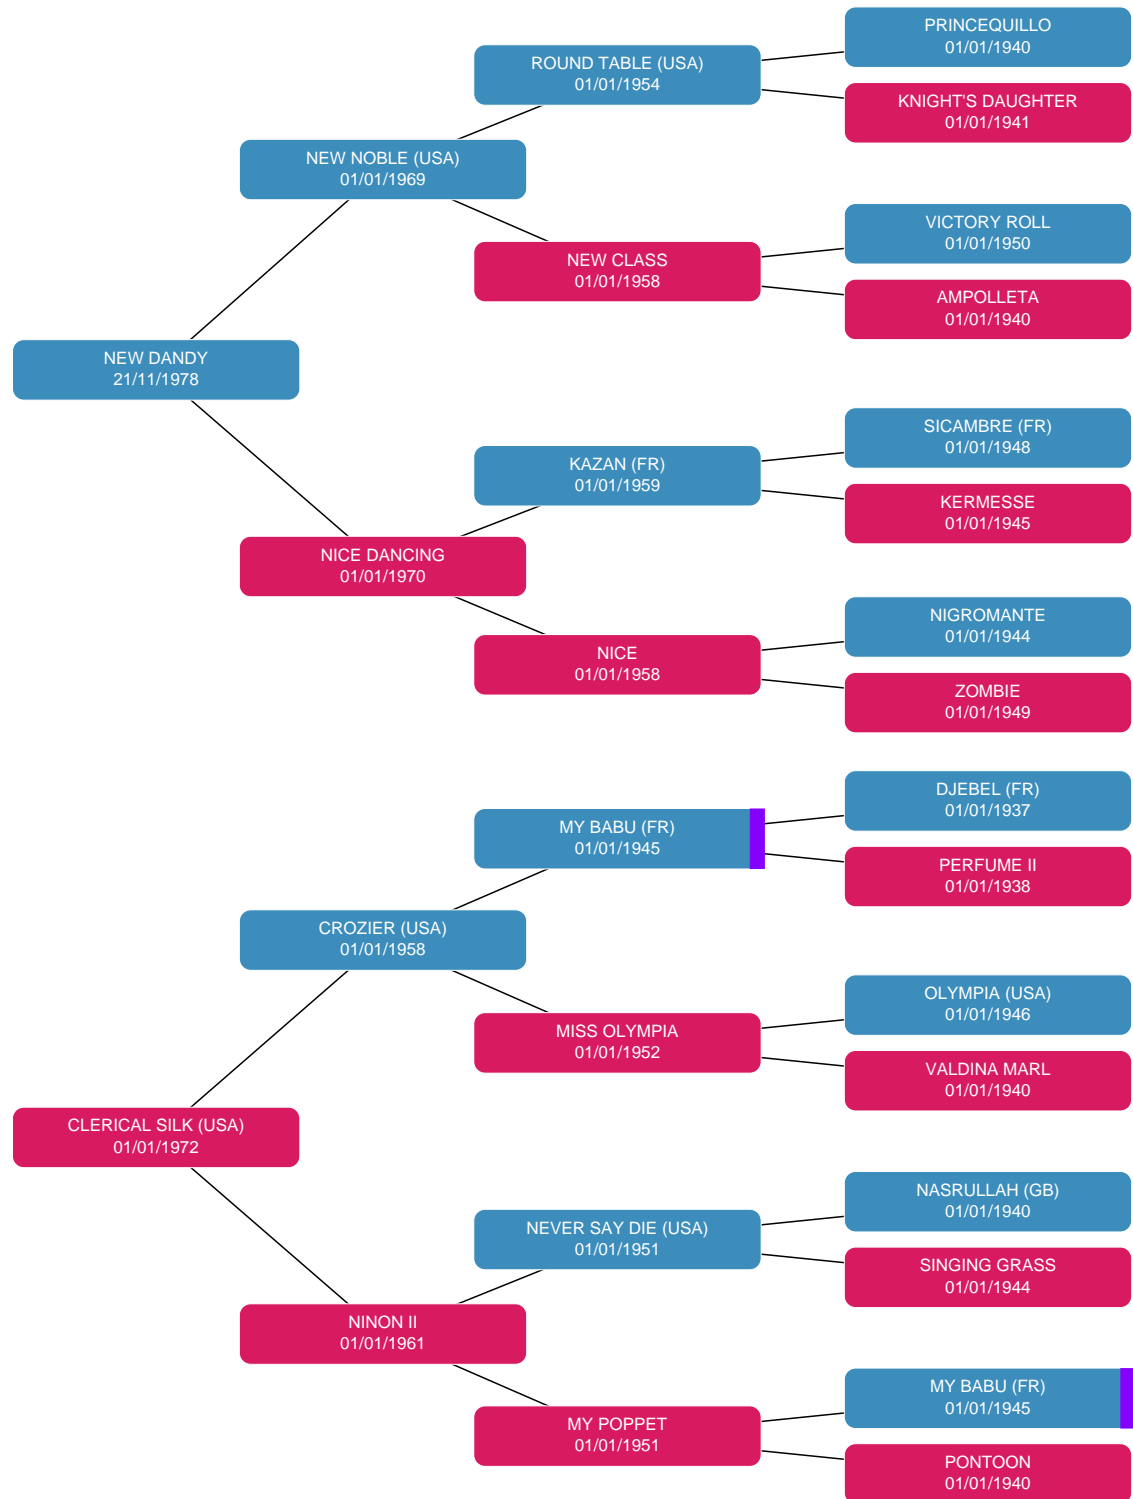 PRINCEQUILLO
01/01/1940
ROUND TABLE (USA)
01/01/1954
KNIGHT'S DAUGHTER
01/01/1941
NEW NOBLE (USA)
01/01/1969
VICTORY ROLL
01/01/1950
NEW CLASS
01/01/1958
AMPOLLETA
01/01/1940
NEW DANDY
21/11/1978
SICAMBRE (FR)
01/01/1948
KAZAN (FR)
01/01/1959
KERMESSE
01/01/1945
NICE DANCING
01/01/1970
NIGROMANTE
01/01/1944
NICE
01/01/1958
ZOMBIE
01/01/1949
DJEBEL (FR)
01/01/1937
MY BABU (FR)
01/01/1945
PERFUME II
01/01/1938
CROZIER (USA)
01/01/1958
OLYMPIA (USA)
01/01/1946
MISS OLYMPIA
01/01/1952
VALDINA MARL
01/01/1940
CLERICAL SILK (USA)
01/01/1972
NASRULLAH (GB)
01/01/1940
NEVER SAY DIE (USA)
01/01/1951
SINGING GRASS
01/01/1944
NINON II
01/01/1961
MY BABU (FR)
01/01/1945
MY POPPET
01/01/1951
PONTOON
01/01/1940